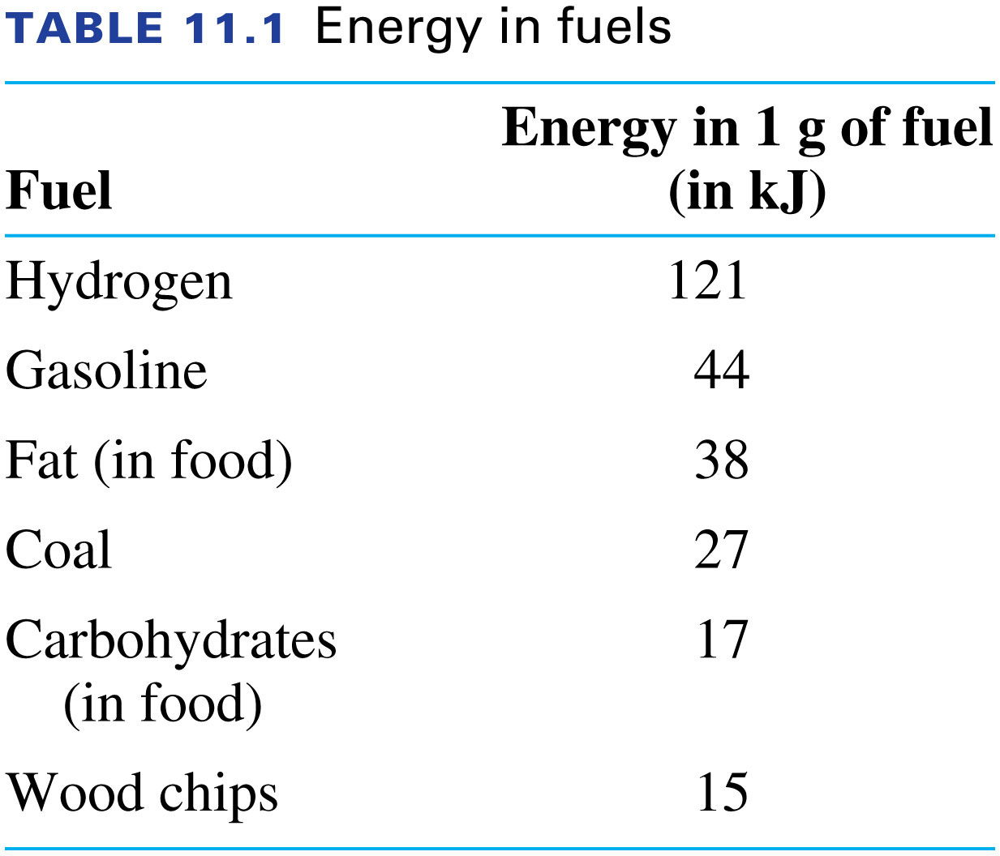 TABLE 11.1 Energy in fuels
Energy in 1 g of fuel
Fuel (in kJ)
Hydrogen 121
Gasoline 44
Fat (in food) 38
Coal 27
Carbohydrates 17
(in food)
Wood chips 15